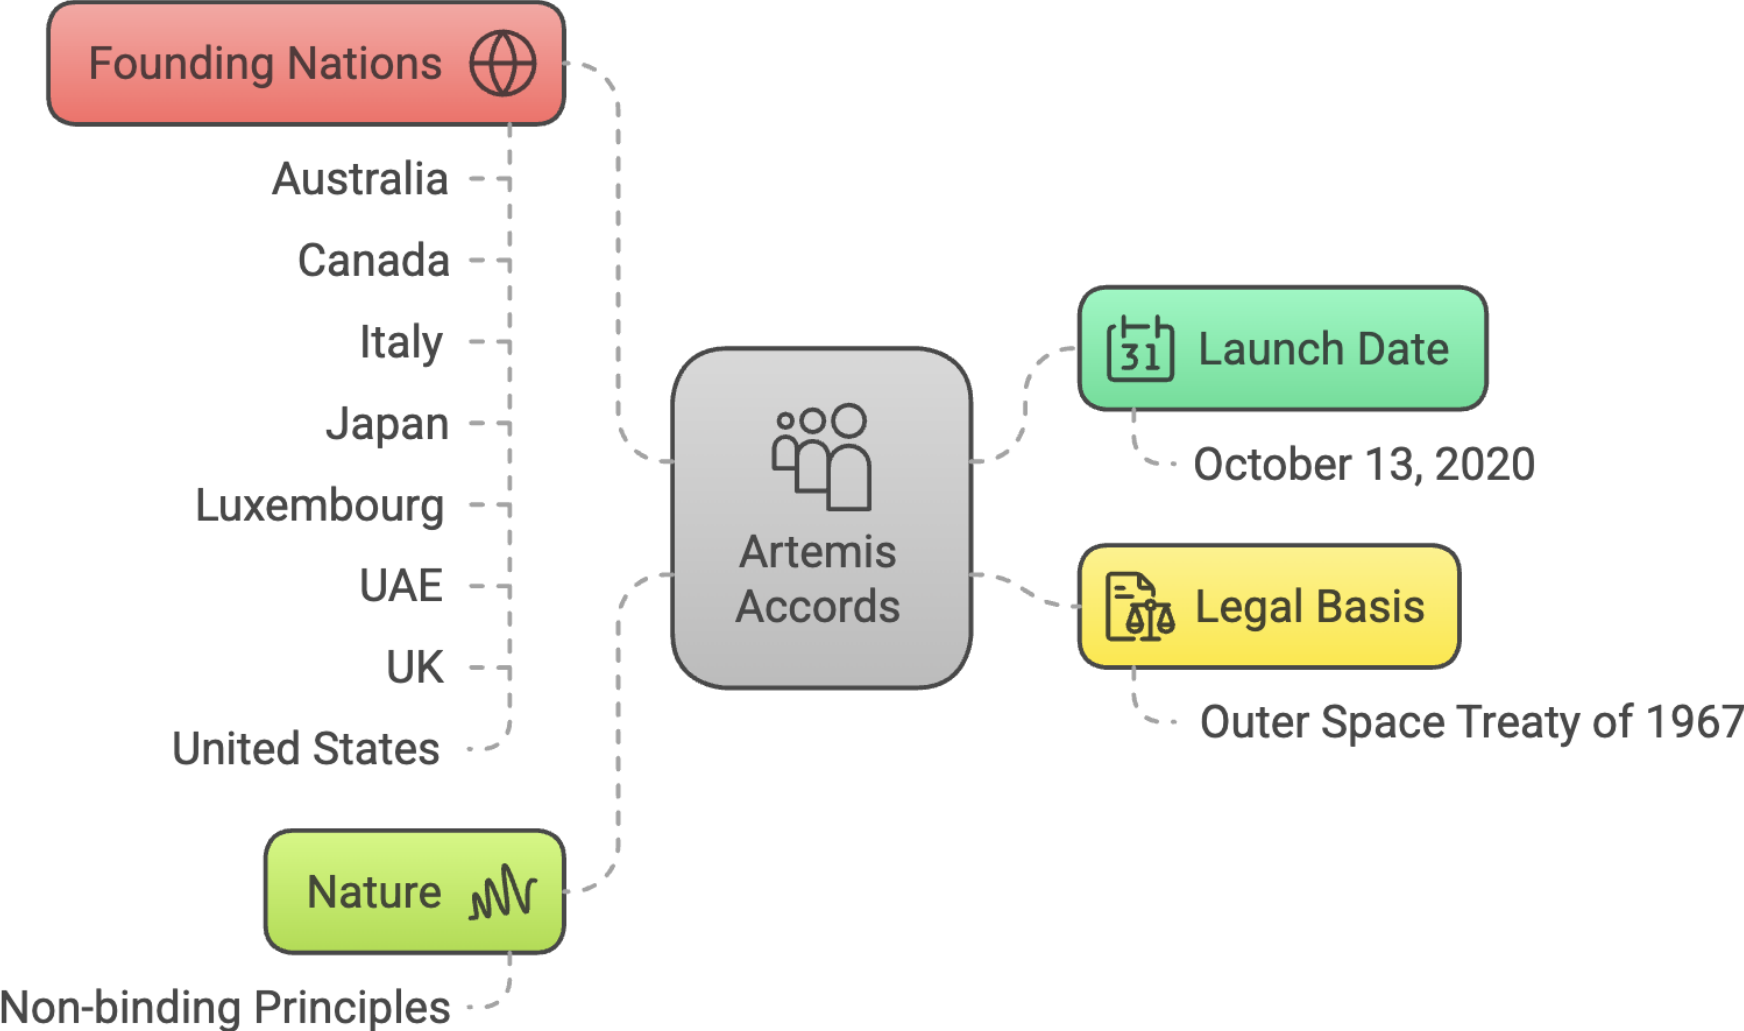 Founding Nations
Australia
Canada
Italy
Japan
Luxembourg
UAE
UK
United States
Nature
Non-binding Principles
Artemis
Accords
31
Launch Date
October 13, 2020
Legal Basis
Outer Space Treaty of 1967